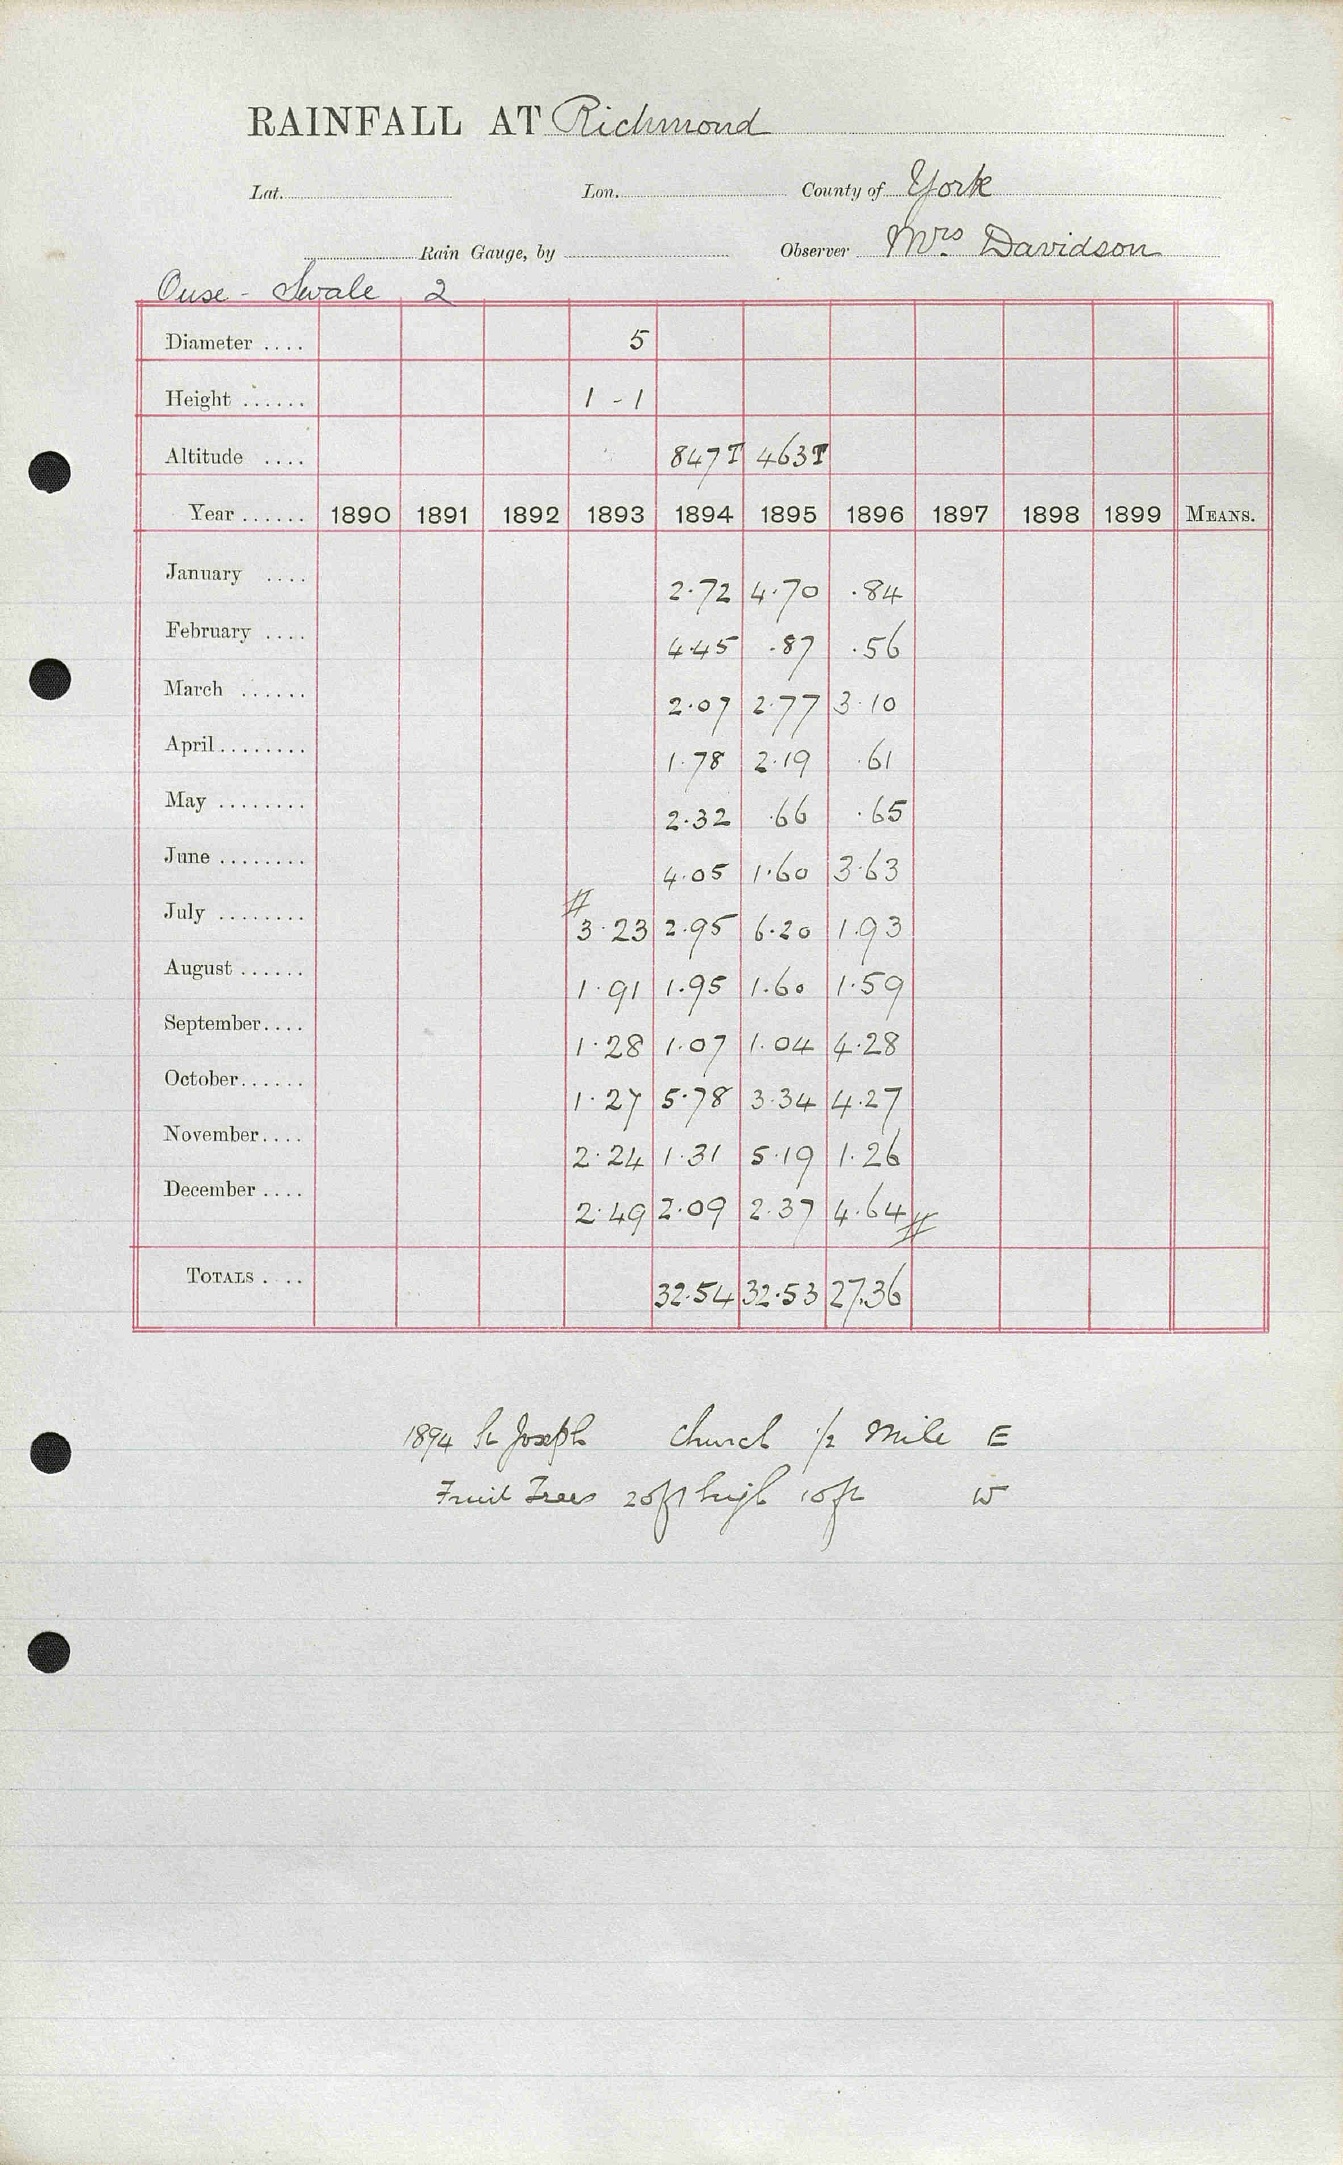 RAINFALL AT Richmond
Lat. Lon. County of York
Rain Gauge, by Observer Mrs. Davidson
Ouse - Swale 2
Diameter .... 5
Height ...... 1 - 1
Altitude .... 847T 463T
Year ...... 1890 1891 1892 1893 1894 1895 1896 1897 1898 1899 MEANS.
January .... 2.72 4.70 .84
February .... 4.45 .87 .56
March ...... 2.07 2.77 3.10
April........ 1.78 2.19 .61
May ........ 2.32 .66 .65
June ........ 4.05 1.60 3.63
July ........ # 3.23 2.95 6.20 1.93
August ...... 1.91 1.95 1.60 1.59
September.... 1.28 1.07 1.04 4.28
October...... 1.27 5.78 3.34 4.27
November.... 2.24 1.31 5.19 1.26
December .... 2.49 2.09 2.37 4.64 #
TOTALS .... 32.54 32.53 27.36
1894 St Joseph Church 1/2 Mile E
Fruit Trees 20ft high 10ft W